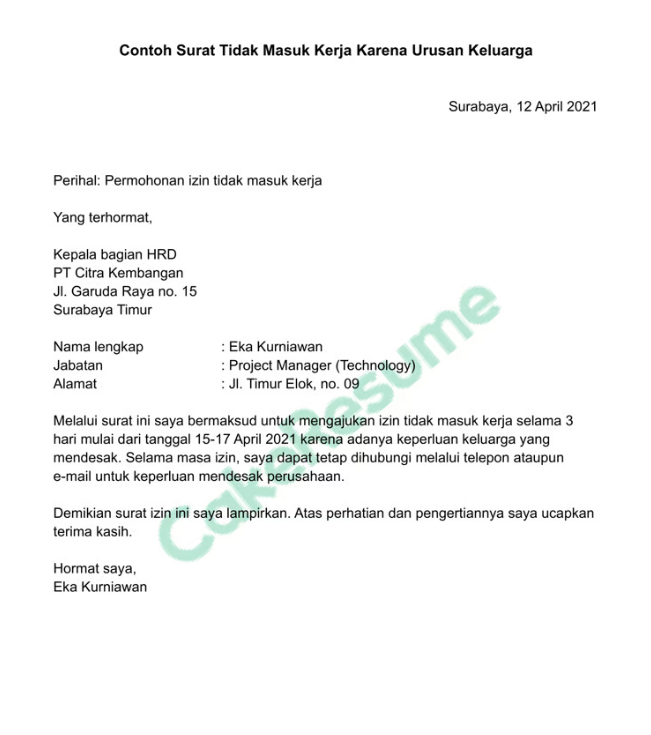 Contoh Surat Tidak Masuk Kerja Karena Urusan Keluarga
Surabaya, 12 April 2021
Perihal: Permohonan izin tidak masuk kerja
Yang terhormat,
Kepala bagian HRD
PT Citra Kembangan
Jl. Garuda Raya no. 15
Surabaya Timur
Nama lengkap : Eka Kurniawan
Jabatan : Project Manager (Technology)
Alamat : Jl. Timur Elok, no. 09
Melalui surat ini saya bermaksud untuk mengajukan izin tidak masuk kerja selama 3
hari mulai dari tanggal 15-17 April 2021 karena adanya keperluan keluarga yang
mendesak. Selama masa izin, saya dapat tetap dihubungi melalui telepon ataupun
e-mail untuk keperluan mendesak perusahaan.
Demikian surat izin ini saya lampirkan. Atas perhatian dan pengertiannya saya ucapkan
terima kasih.
Hormat saya,
Eka Kurniawan
CakeResume